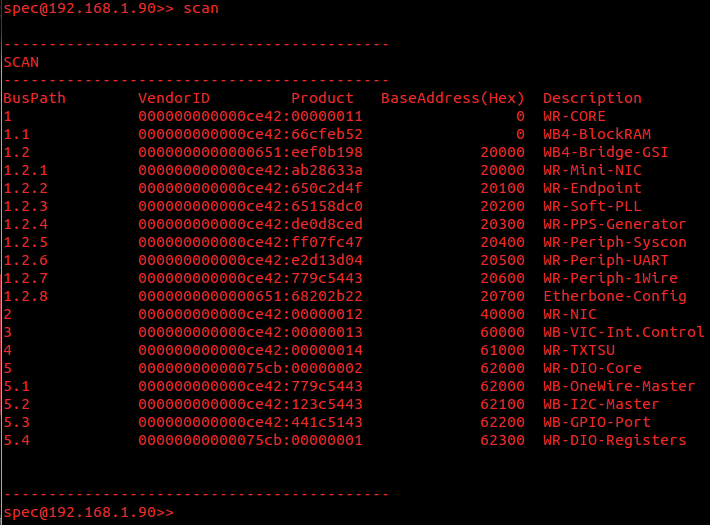 spec@192.168.1.90>> scan
-------------------------------------------
SCAN
-------------------------------------------
BusPath        VendorID         Product   BaseAddress(Hex)  Description
1              000000000000ce42:00000011                 0  WR-CORE
1.1            000000000000ce42:66cfeb52                 0  WB4-BlockRAM
1.2            0000000000000651:eef0b198             20000  WB4-Bridge-GSI
1.2.1          000000000000ce42:ab28633a             20000  WR-Mini-NIC
1.2.2          000000000000ce42:650c2d4f             20100  WR-Endpoint
1.2.3          000000000000ce42:65158dc0             20200  WR-Soft-PLL
1.2.4          000000000000ce42:de0d8ced             20300  WR-PPS-Generator
1.2.5          000000000000ce42:ff07fc47             20400  WR-Periph-Syscon
1.2.6          000000000000ce42:e2d13d04             20500  WR-Periph-UART
1.2.7          000000000000ce42:779c5443             20600  WR-Periph-1Wire
1.2.8          0000000000000651:68202b22             20700  Etherbone-Config
2              000000000000ce42:00000012             40000  WR-NIC
3              000000000000ce42:00000013             60000  WB-VIC-Int.Control
4              000000000000ce42:00000014             61000  WR-TXTSU
5              00000000000075cb:00000002             62000  WR-DIO-Core
5.1            000000000000ce42:779c5443             62000  WB-OneWire-Master
5.2            000000000000ce42:123c5443             62100  WB-I2C-Master
5.3            000000000000ce42:441c5143             62200  WB-GPIO-Port
5.4            00000000000075cb:00000001             62300  WR-DIO-Registers
-------------------------------------------
spec@192.168.1.90>>